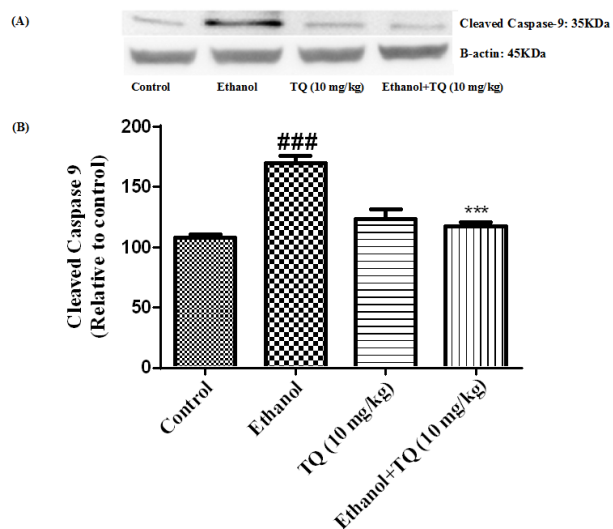 (A)
Cleaved Caspase-9: 35KDa
B-actin: 45KDa
Control Ethanol TQ (10 mg/kg) Ethanol+TQ (10 mg/kg)
(B)
Cleaved Caspase 9
(Relative to control)
200
150
100
50
0
###
***
Control
Ethanol
TQ (10 mg/kg)
Ethanol+TQ (10 mg/kg)